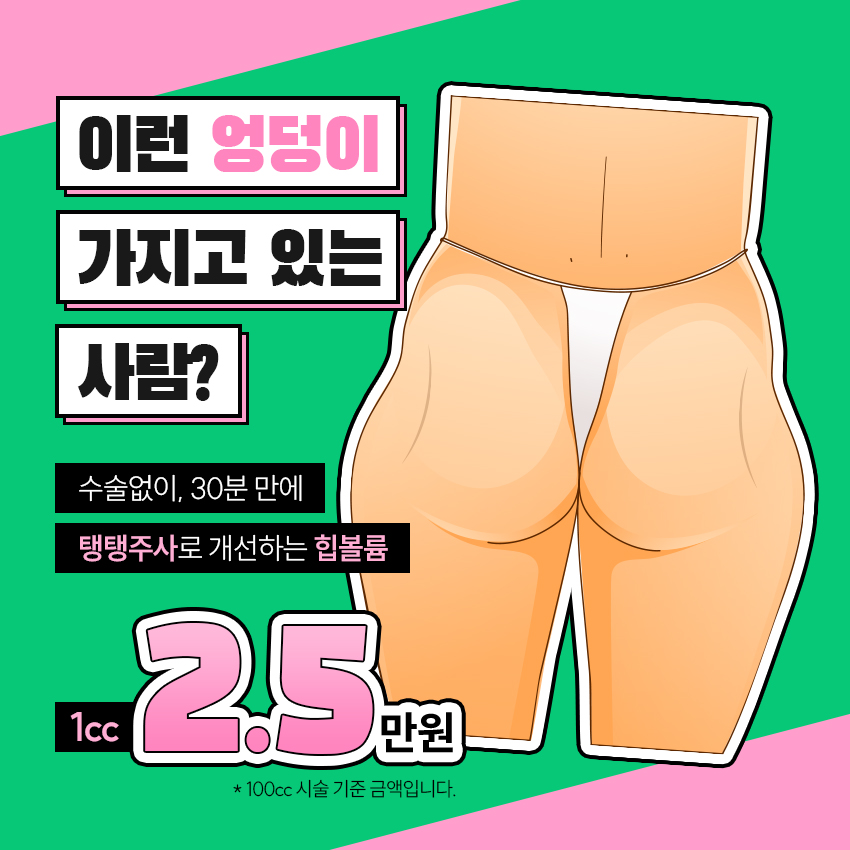 이런 엉덩이
가지고 있는
사람?
수술없이, 30분 만에
탱탱주사로 개선하는 힙볼륨
1cc 2.5만원
* 100cc 시술 기준 금액입니다.